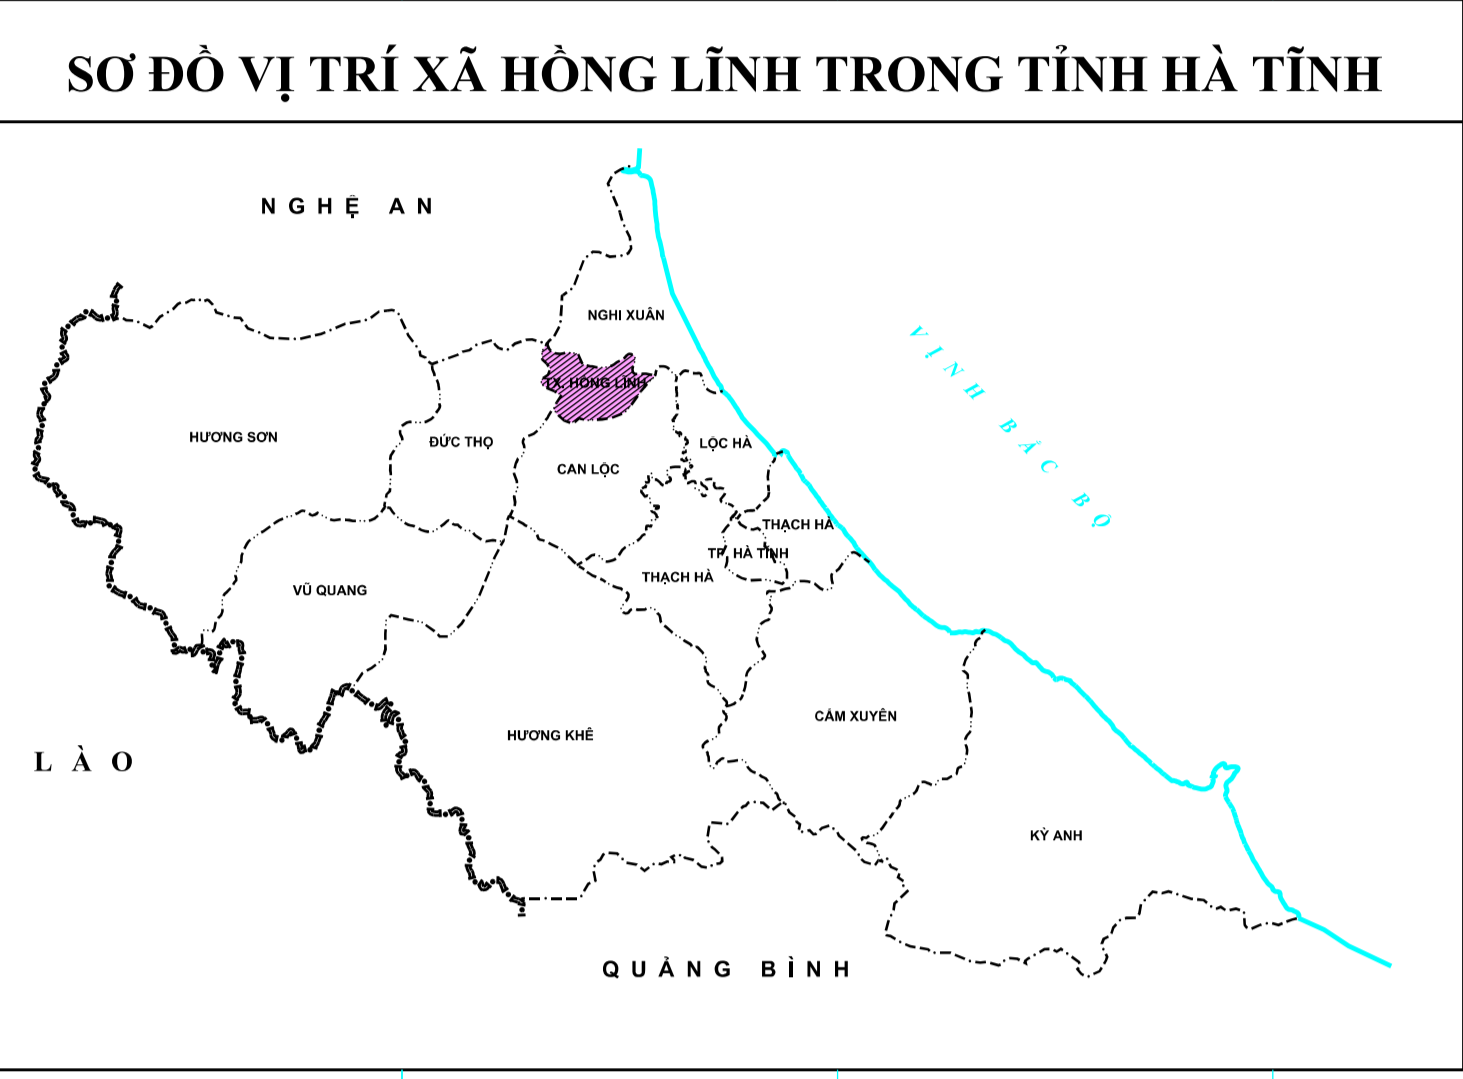 SƠ ĐỒ VỊ TRÍ XÃ HỒNG LĨNH TRONG TỈNH HÀ TĨNH
NGHỆ AN
NGHI XUÂN
VỊNH BẮC BỘ
TX. HỒNG LĨNH
HƯƠNG SƠN
ĐỨC THỌ
LỘC HÀ
CAN LỘC
THẠCH HÀ
TP. HÀ TĨNH
THẠCH HÀ
VŨ QUANG
CẨM XUYÊN
HƯƠNG KHÊ
LÀO
KỲ ANH
QUẢNG BÌNH